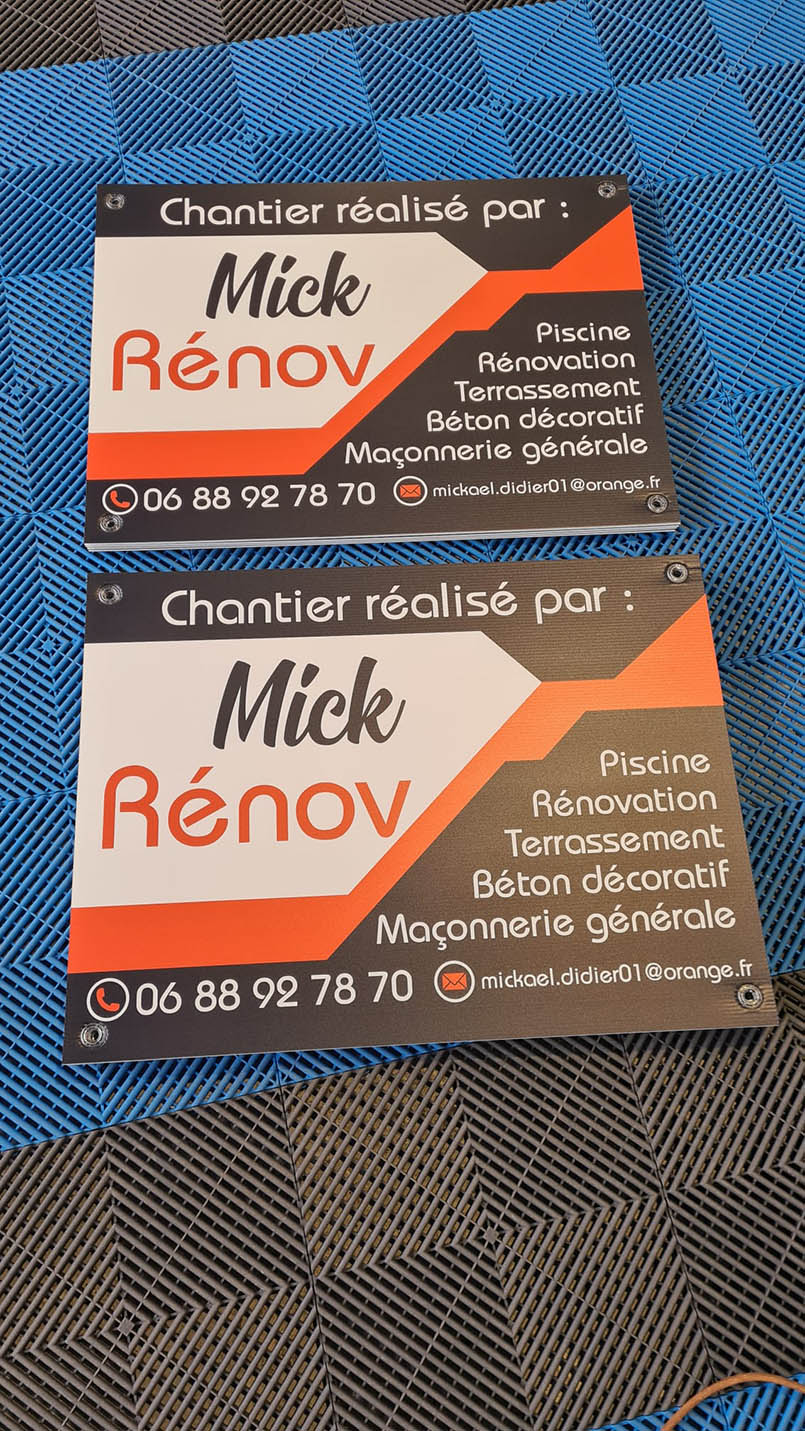 Chantier réalisé par :
Mick
Rénov
Piscine
Rénovation
Terrassement
Béton décoratif
Maçonnerie générale
06 88 92 78 70
mickael.didier01@orange.fr
Chantier réalisé par :
Mick
Rénov
Piscine
Rénovation
Terrassement
Béton décoratif
Maçonnerie générale
06 88 92 78 70
mickael.didier01@orange.fr